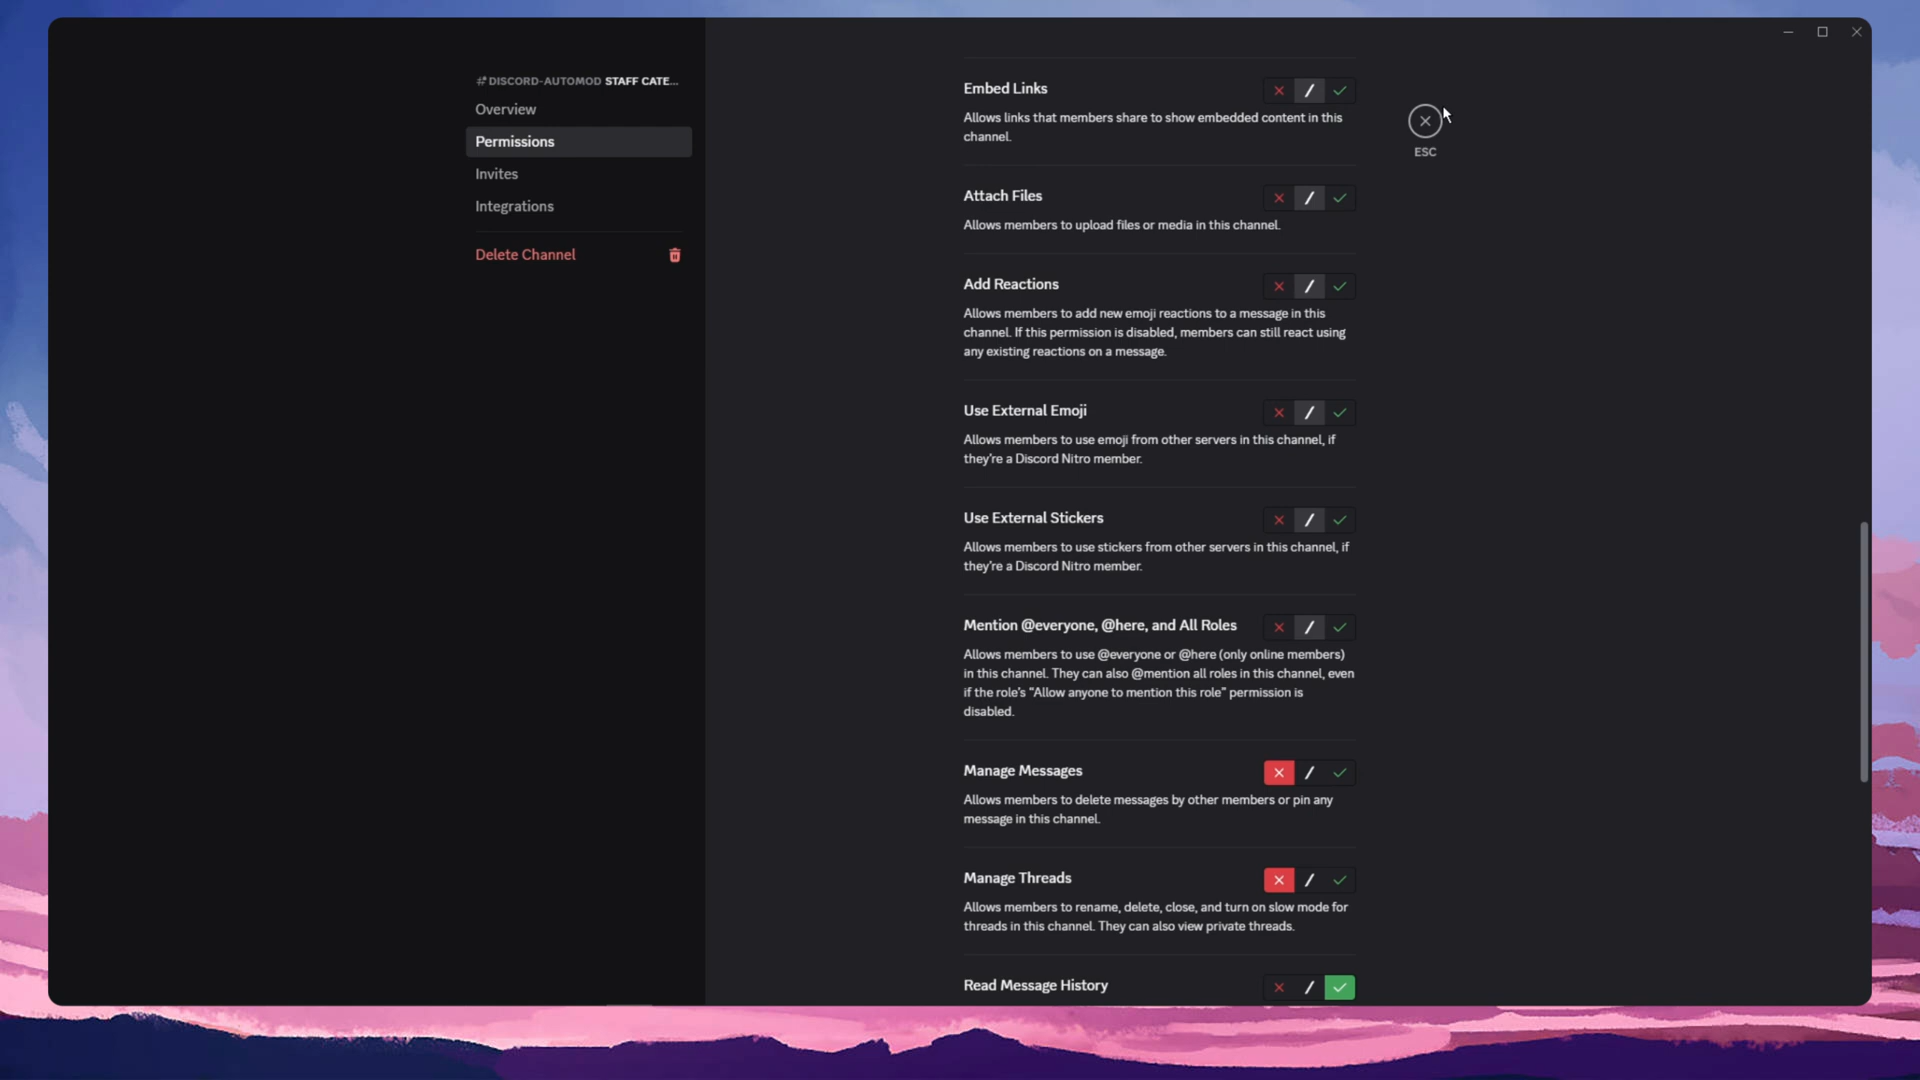 #DISCORD-AUTOMOD STAFF CATE...
Overview
Permissions
Invites
Integrations
Delete Channel
Embed Links
Allows links that members share to show embedded content in this
channel.
ESC
Attach Files
Allows members to upload files or media in this channel.
Add Reactions
Allows members to add new emoji reactions to a message in this
channel. If this permission is disabled, members can still react using
any existing reactions on a message.
Use External Emoji
Allows members to use emoji from other servers in this channel, if
they're a Discord Nitro member.
Use External Stickers
Allows members to use stickers from other servers in this channel, if
they're a Discord Nitro member.
Mention @everyone, @here, and All Roles
Allows members to use @everyone or @here (only online members)
in this channel. They can also @mention all roles in this channel, even
if the role's "Allow anyone to mention this role" permission is
disabled.
Manage Messages
Allows members to delete messages by other members or pin any
message in this channel.
Manage Threads
Allows members to rename, delete, close, and turn on slow mode for
threads in this channel. They can also view private threads.
Read Message History